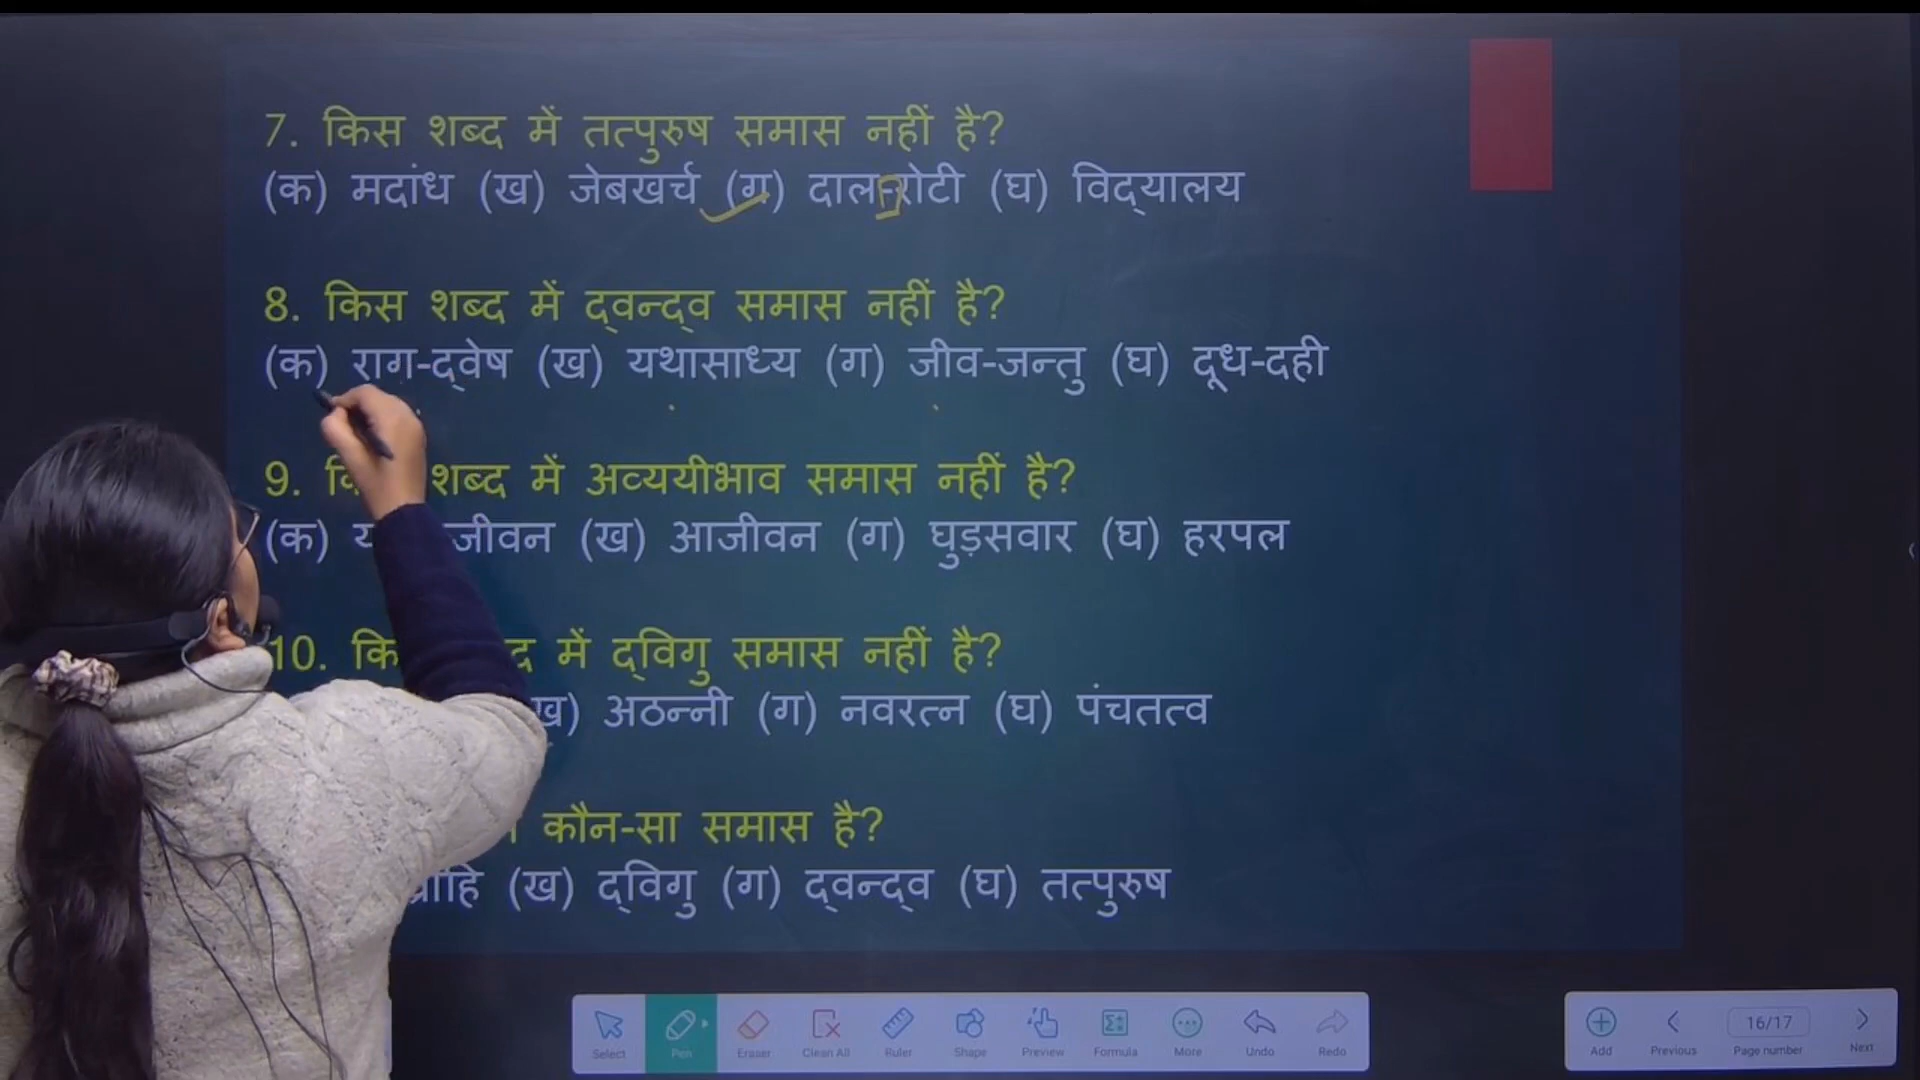 7. किस शब्द में तत्पुरुष समास नहीं है?
(क) मदांध (ख) जेबखर्च (ग) दाल-रोटी (घ) विद्यालय
8. किस शब्द में द्वन्द्व समास नहीं है?
(क) राग-द्वेष (ख) यथासाध्य (ग) जीव-जन्तु (घ) दूध-दही
9. शब्द में अव्ययीभाव समास नहीं है?
(क) जीवन (ख) आजीवन (ग) घुड़सवार (घ) हरपल
10. में द्विगु समास नहीं है?
(ख) अठन्नी (ग) नवरत्न (घ) पंचतत्व
कौन-सा समास है?
(ख) द्विगु (ग) द्वन्द्व (घ) तत्पुरुष
Select Pen Eraser Clean All Ruler Shape Preview Formula More Undo Redo
Add Previous 16/17 Page number Next